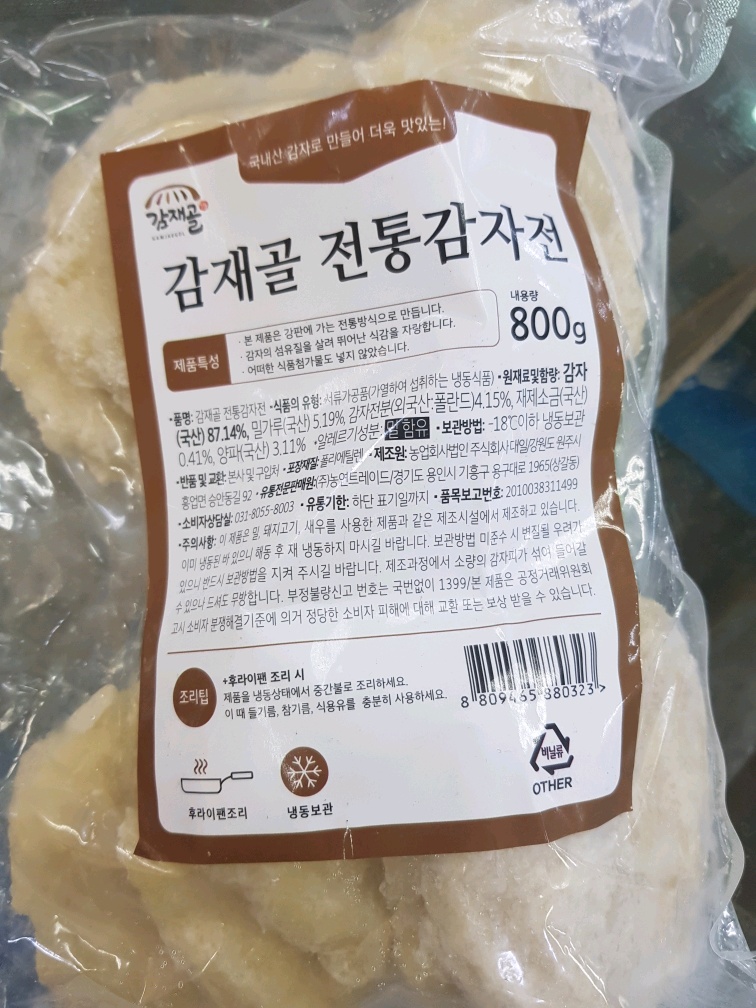 국내산 감자로 만들어 더욱 맛있는!
감재골
GAMJAGOL
감재골 전통감자전
제품특성
· 본 제품은 강판에 가는 전통방식으로 만듭니다.
· 감자의 섬유질을 살려 뛰어난 식감을 자랑합니다.
· 어떠한 식품첨가물도 넣지 않았습니다.
내용량
800g
•품명: 감재골 전통감자전 •식품의 유형: 서류가공품(가열하여 섭취하는 냉동식품) •원재료및함량: 감자
(국산) 87.14%, 밀가루(국산) 5.19%, 감자전분(외국산:폴란드)4.15%, 재제소금(국산)
0.41%, 양파(국산) 3.11% •알레르기성분: 밀 함유 •보관방법: -18℃이하 냉동보관
•반품 및 교환: 본사 및 구입처 •포장재질: 폴리에틸렌 •제조원: 농업회사법인 주식회사대일/강원도 원주시
흥업면 승안동길 92 •유통전문판매원:(주)농연트레이드/경기도 용인시 기흥구 용구대로 1965(상갈동)
•소비자상담실: 031-8055-8003 •유통기한: 하단 표기일까지 •품목보고번호: 2010038311499
•주의사항: 이 제품은 밀, 돼지고기, 새우를 사용한 제품과 같은 제조시설에서 제조하고 있습니다.
이미 냉동된 바 있으니 해동 후 재 냉동하지 마시길 바랍니다. 보관방법 미준수 시 변질될 우려가
있으니 반드시 보관방법을 지켜 주시길 바랍니다. 제조과정에서 소량의 감자피가 섞여 들어갈
수 있으나 드셔도 무방합니다. 부정불량신고 번호는 국번없이 1399/본 제품은 공정거래위원회
고시 소비자 분쟁해결기준에 의거 정당한 소비자 피해에 대해 교환 또는 보상 받을 수 있습니다.
조리팁
+후라이팬 조리 시
제품을 냉동상태에서 중간불로 조리하세요.
이 때 들기름, 참기름, 식용유를 충분히 사용하세요.
8 809465 880323 >
후라이팬조리
냉동보관
비닐류
OTHER